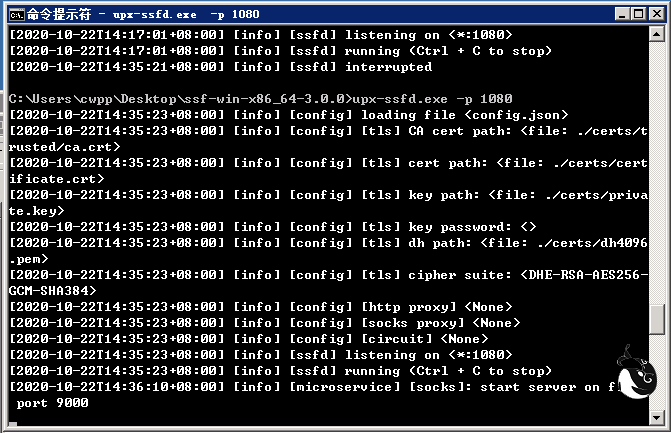 命令提示符 - upx-ssfd.exe -p 1080
[2020-10-22T14:17:01+08:00] [info] [ssfd] listening on <*:1080>
[2020-10-22T14:17:01+08:00] [info] [ssfd] running (Ctrl + C to stop)
[2020-10-22T14:35:21+08:00] [info] [ssfd] interrupted
C:\Users\cwpp\Desktop\ssf-win-x86_64-3.0.0>upx-ssfd.exe -p 1080
[2020-10-22T14:35:23+08:00] [info] [config] loading file <config.json>
[2020-10-22T14:35:23+08:00] [info] [config] [tls] CA cert path: <file: ./certs/t
rusted/ca.crt>
[2020-10-22T14:35:23+08:00] [info] [config] [tls] cert path: <file: ./certs/cert
ificate.crt>
[2020-10-22T14:35:23+08:00] [info] [config] [tls] key path: <file: ./certs/priva
te.key>
[2020-10-22T14:35:23+08:00] [info] [config] [tls] key password: <>
[2020-10-22T14:35:23+08:00] [info] [config] [tls] dh path: <file: ./certs/dh4096
.pem>
[2020-10-22T14:35:23+08:00] [info] [config] [tls] cipher suite: <DHE-RSA-AES256-
GCM-SHA384>
[2020-10-22T14:35:23+08:00] [info] [config] [http proxy] <None>
[2020-10-22T14:35:23+08:00] [info] [config] [socks proxy] <None>
[2020-10-22T14:35:23+08:00] [info] [config] [circuit] <None>
[2020-10-22T14:35:23+08:00] [info] [ssfd] listening on <*:1080>
[2020-10-22T14:35:23+08:00] [info] [ssfd] running (Ctrl + C to stop)
[2020-10-22T14:36:10+08:00] [info] [microservice] [socks]: start server on
port 9000